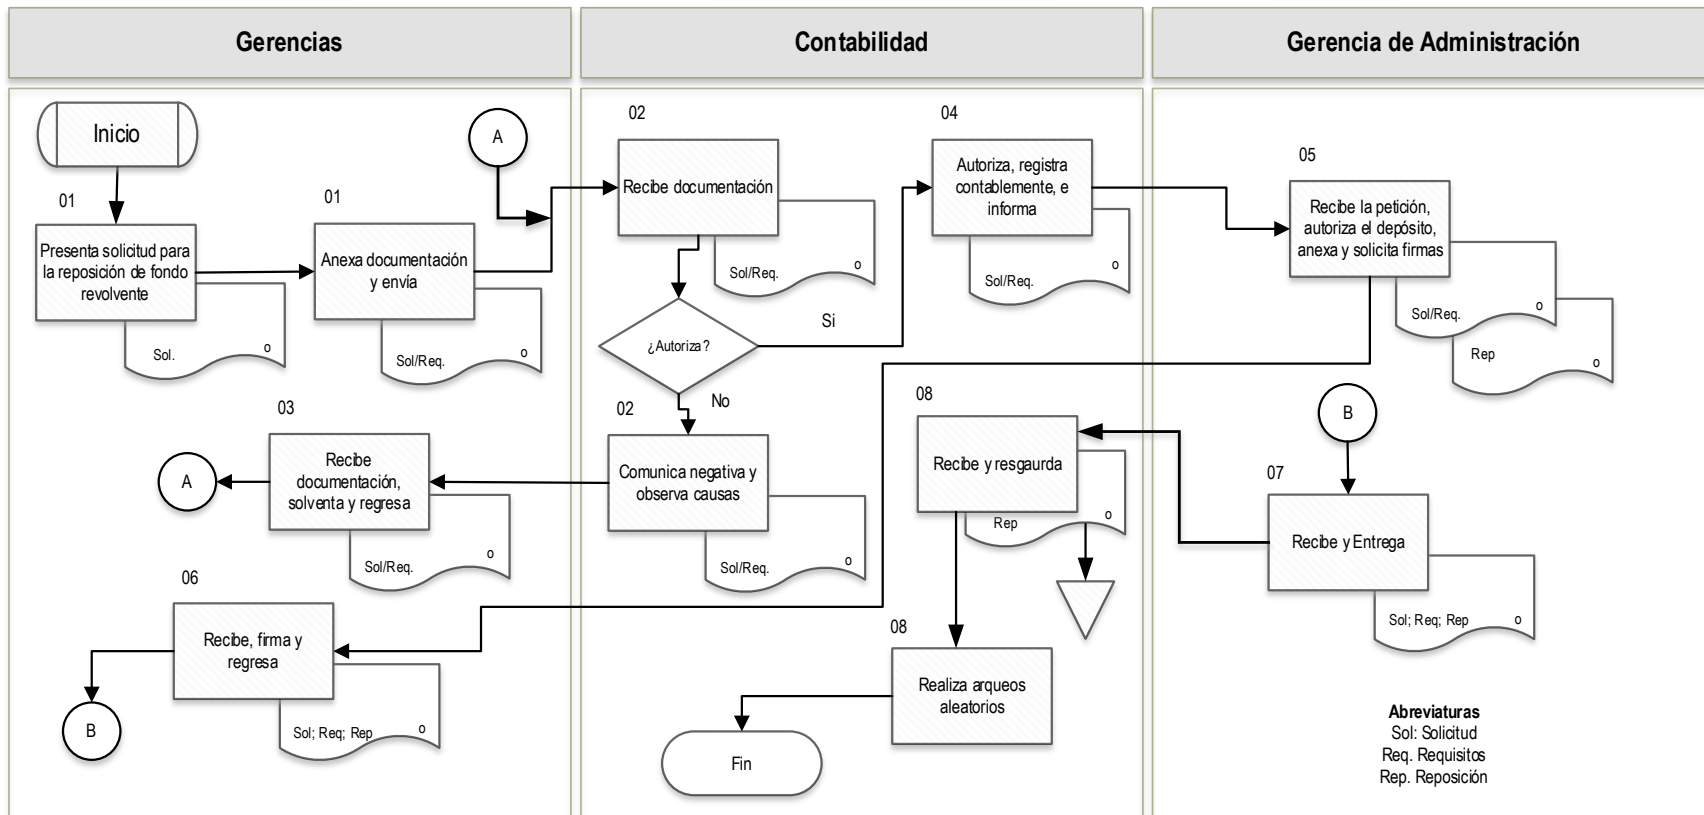 Gerencias
Contabilidad
Gerencia de Administración
Inicio
A
01
Presenta solicitud para
la reposición de fondo
revolvente
Sol.
o
01
Anexa documentación
y envía
Sol/Req.
o
02
Recibe documentación
Sol/Req.
o
¿Autoriza?
Si
No
04
Autoriza, registra
contablemente, e
informa
Sol/Req.
o
05
Recibe la petición,
autoriza el depósito,
anexa y solicita firmas
Sol/Req.
o
Rep
o
02
Comunica negativa y
observa causas
Sol/Req.
o
03
Recibe
documentación,
solventa y regresa
Sol/Req.
o
A
06
Recibe, firma y
regresa
Sol; Req; Rep
o
B
B
07
Recibe y Entrega
Sol; Req; Rep
o
08
Recibe y resgaurda
Rep
o
08
Realiza arqueos
aleatorios
Fin
Abreviaturas
Sol: Solicitud
Req. Requisitos
Rep. Reposición